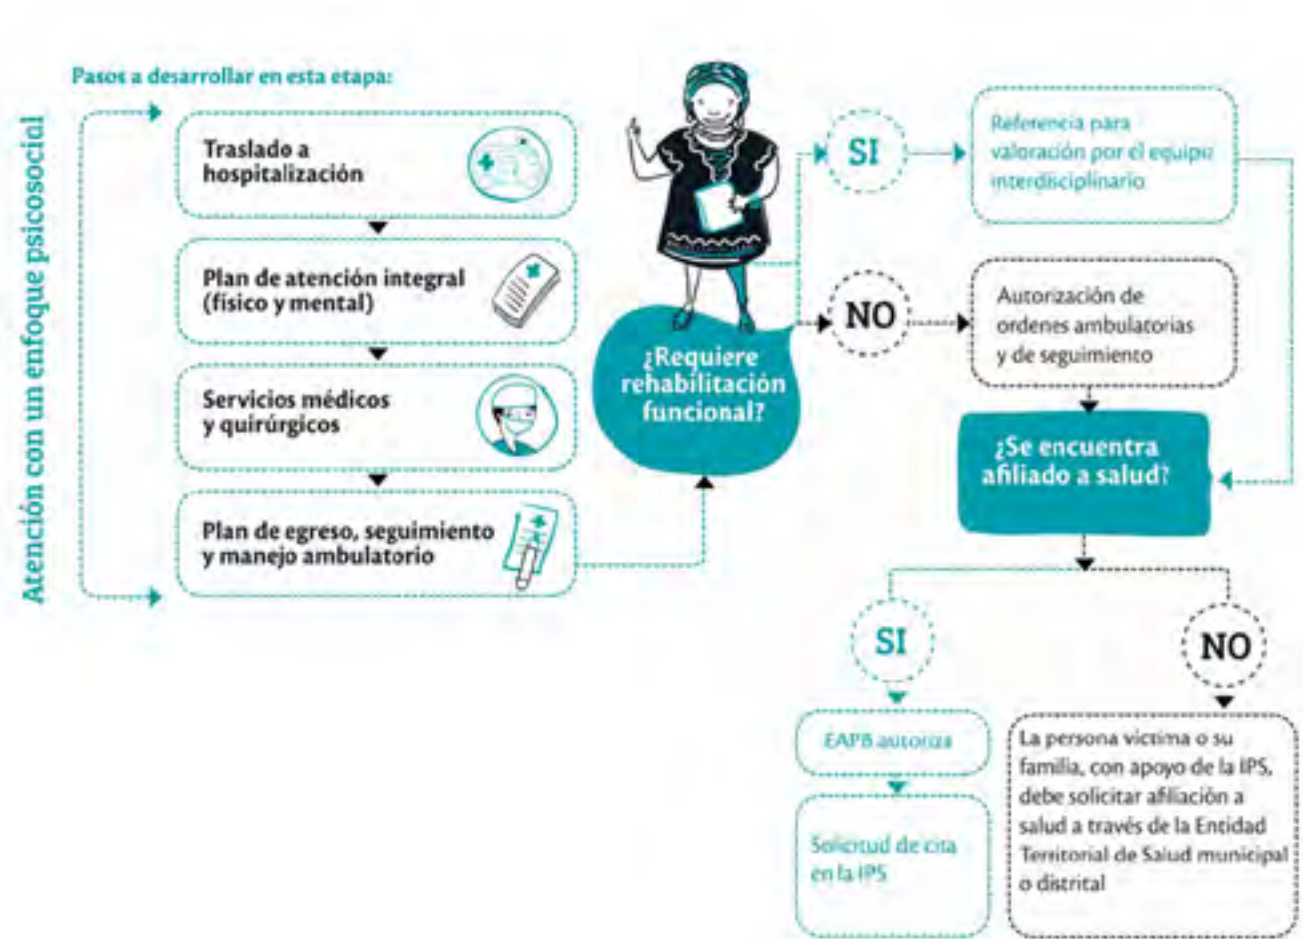 Pasos a desarrollar en esta etapa:
Atención con un enfoque psicosocial
Traslado a
hospitalización
Plan de atención integral
(físico y mental)
Servicios médicos
y quirúrgicos
Plan de egreso, seguimiento
y manejo ambulatorio
¿Requiere
rehabilitación
funcional?
SI
Referencia para
valoración por el equipo
interdisciplinario
NO
Autorización de
ordenes ambulatorias
y de seguimiento
¿Se encuentra
afiliado a salud?
SI
EAPB autoriza
Solicitud de cita
en la IPS
NO
La persona victima o su
familia, con apoyo de la IPS,
debe solicitar afiliación a
salud a través de la Entidad
Territorial de Salud municipal
o distrital